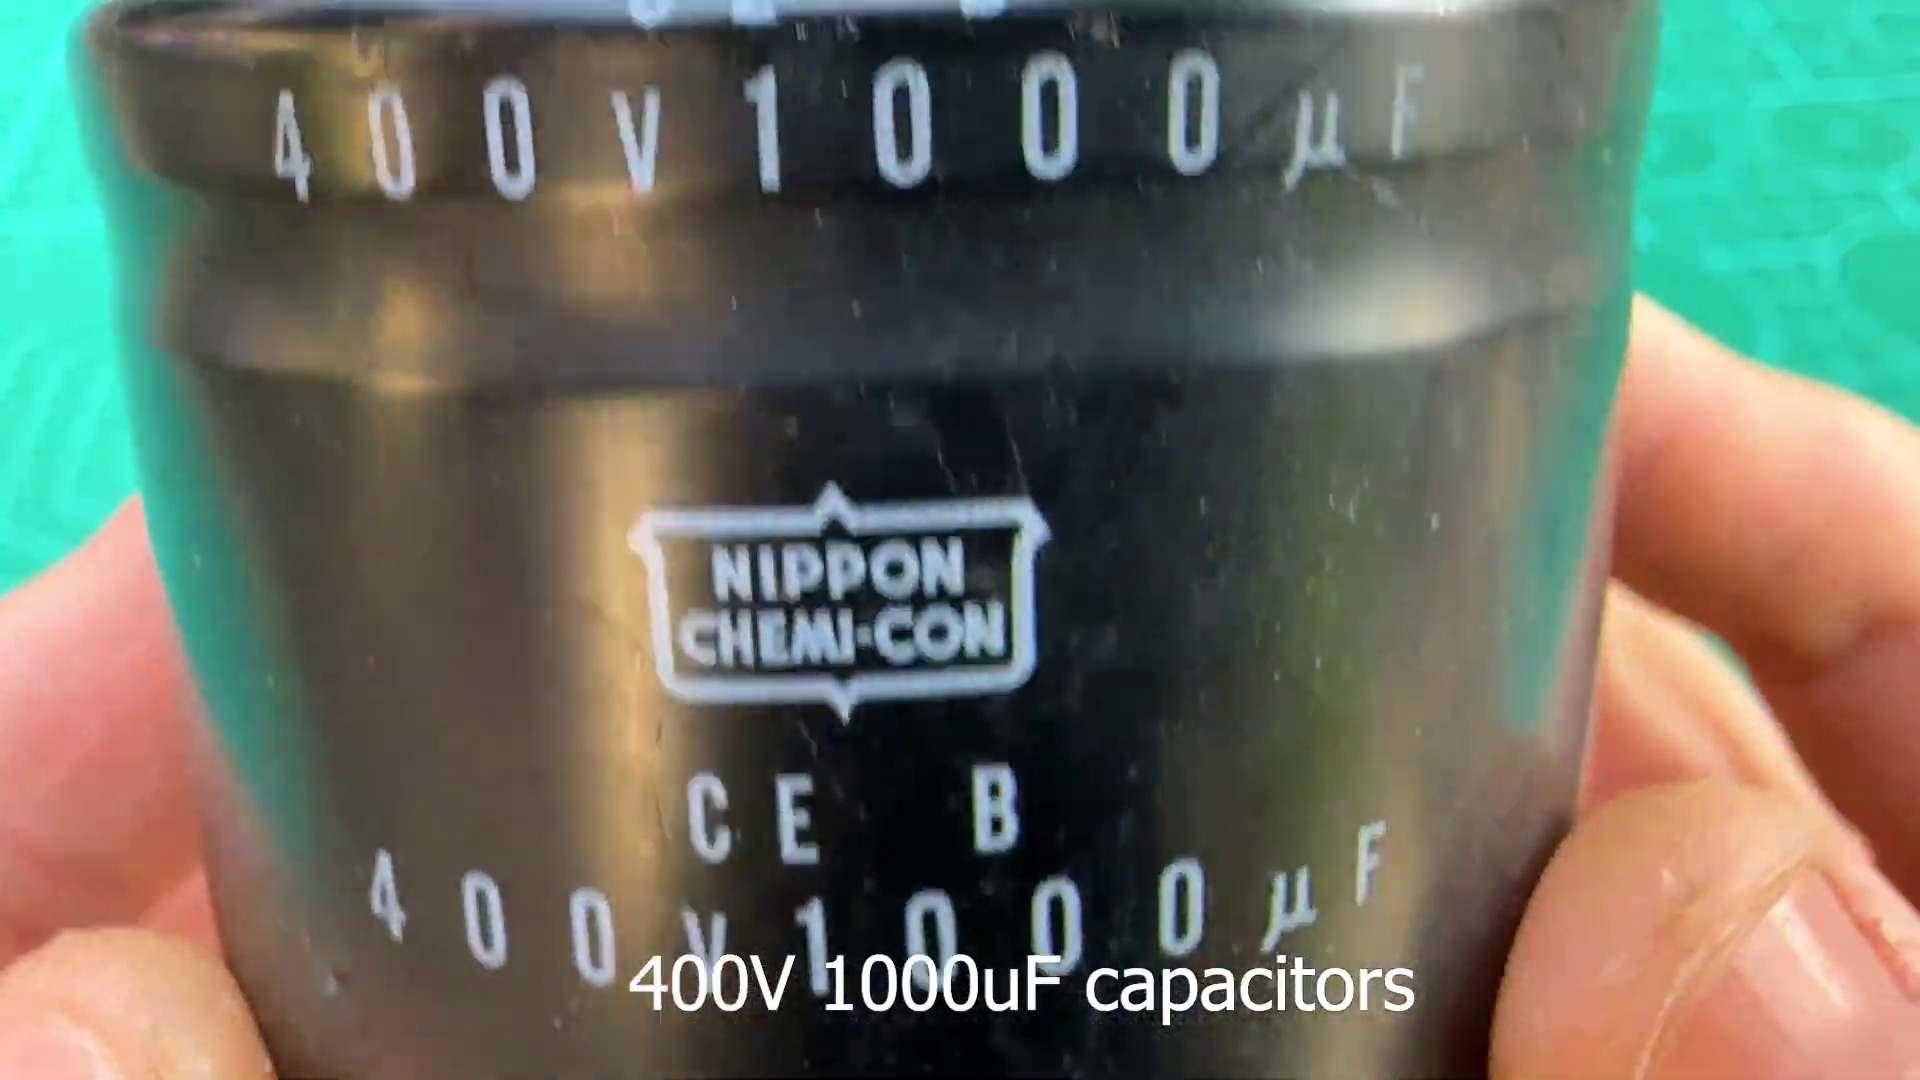 400V1000µF
NIPPON
CHEMI-CON
CE B
400V1000µF
400V 1000uF capacitors